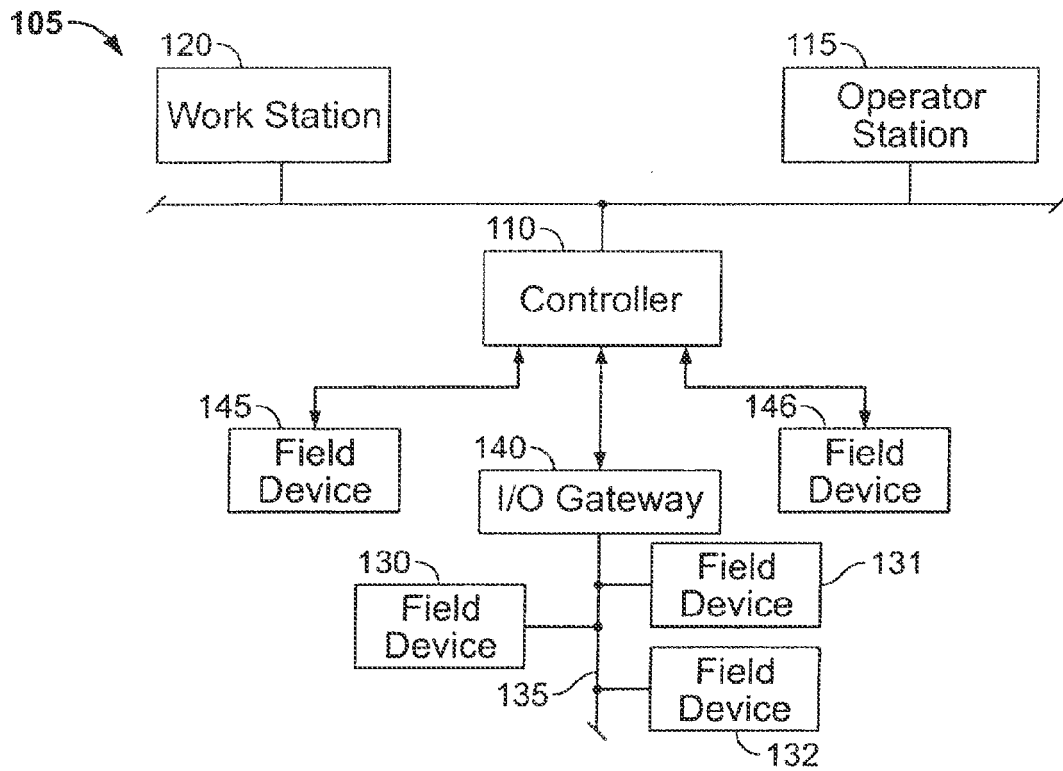 105
120
115
Work Station
Operator
Station
110
Controller
145
146
Field
Device
140
Field
Device
I/O Gateway
130
131
Field
Device
Field
Device
135
Field
Device
132